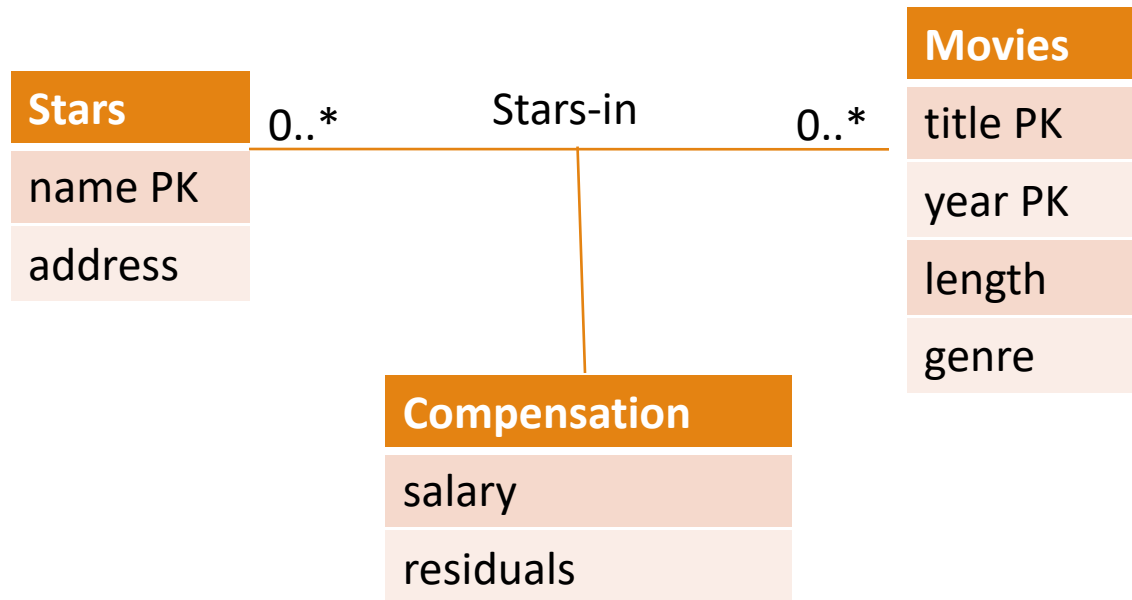 Stars
name PK
address
0..*
Stars-in
0..*
Movies
title PK
year PK
length
genre
Compensation
salary
residuals